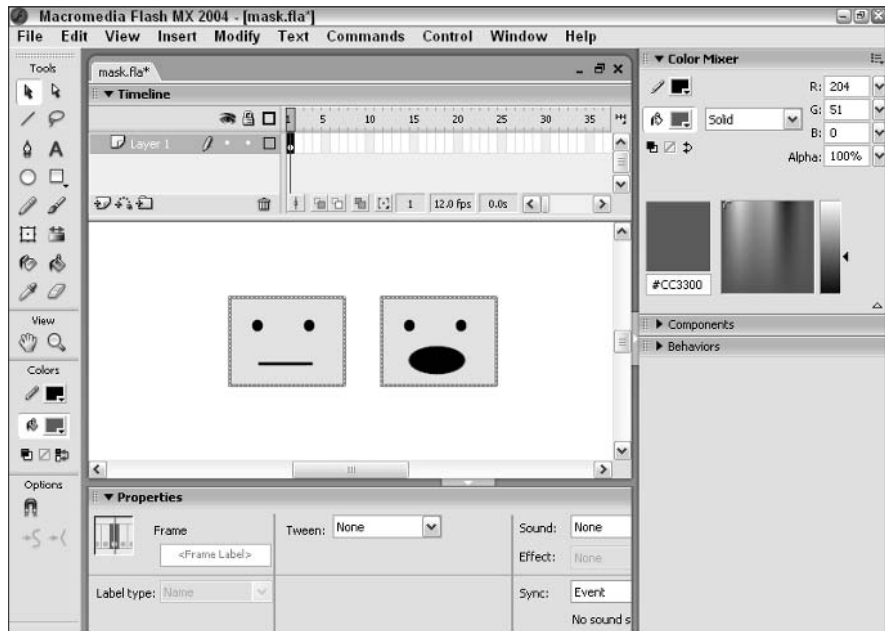 Macromedia Flash MX 2004 - [mask.fla*]
File Edit View Insert Modify Text Commands Control Window Help
Tools
mask.fla*
Timeline
1 5 10 15 20 25 30 35
Layer 1
1 12.0 fps 0.0s
View
Colors
Options
Properties
Frame
<Frame Label>
Label type: Name
Tween: None
Sound: None
Effect: None
Sync: Event
No sound s
Color Mixer
R: 204
G: 51
B: 0
Solid
Alpha: 100%
#CC3300
Components
Behaviors